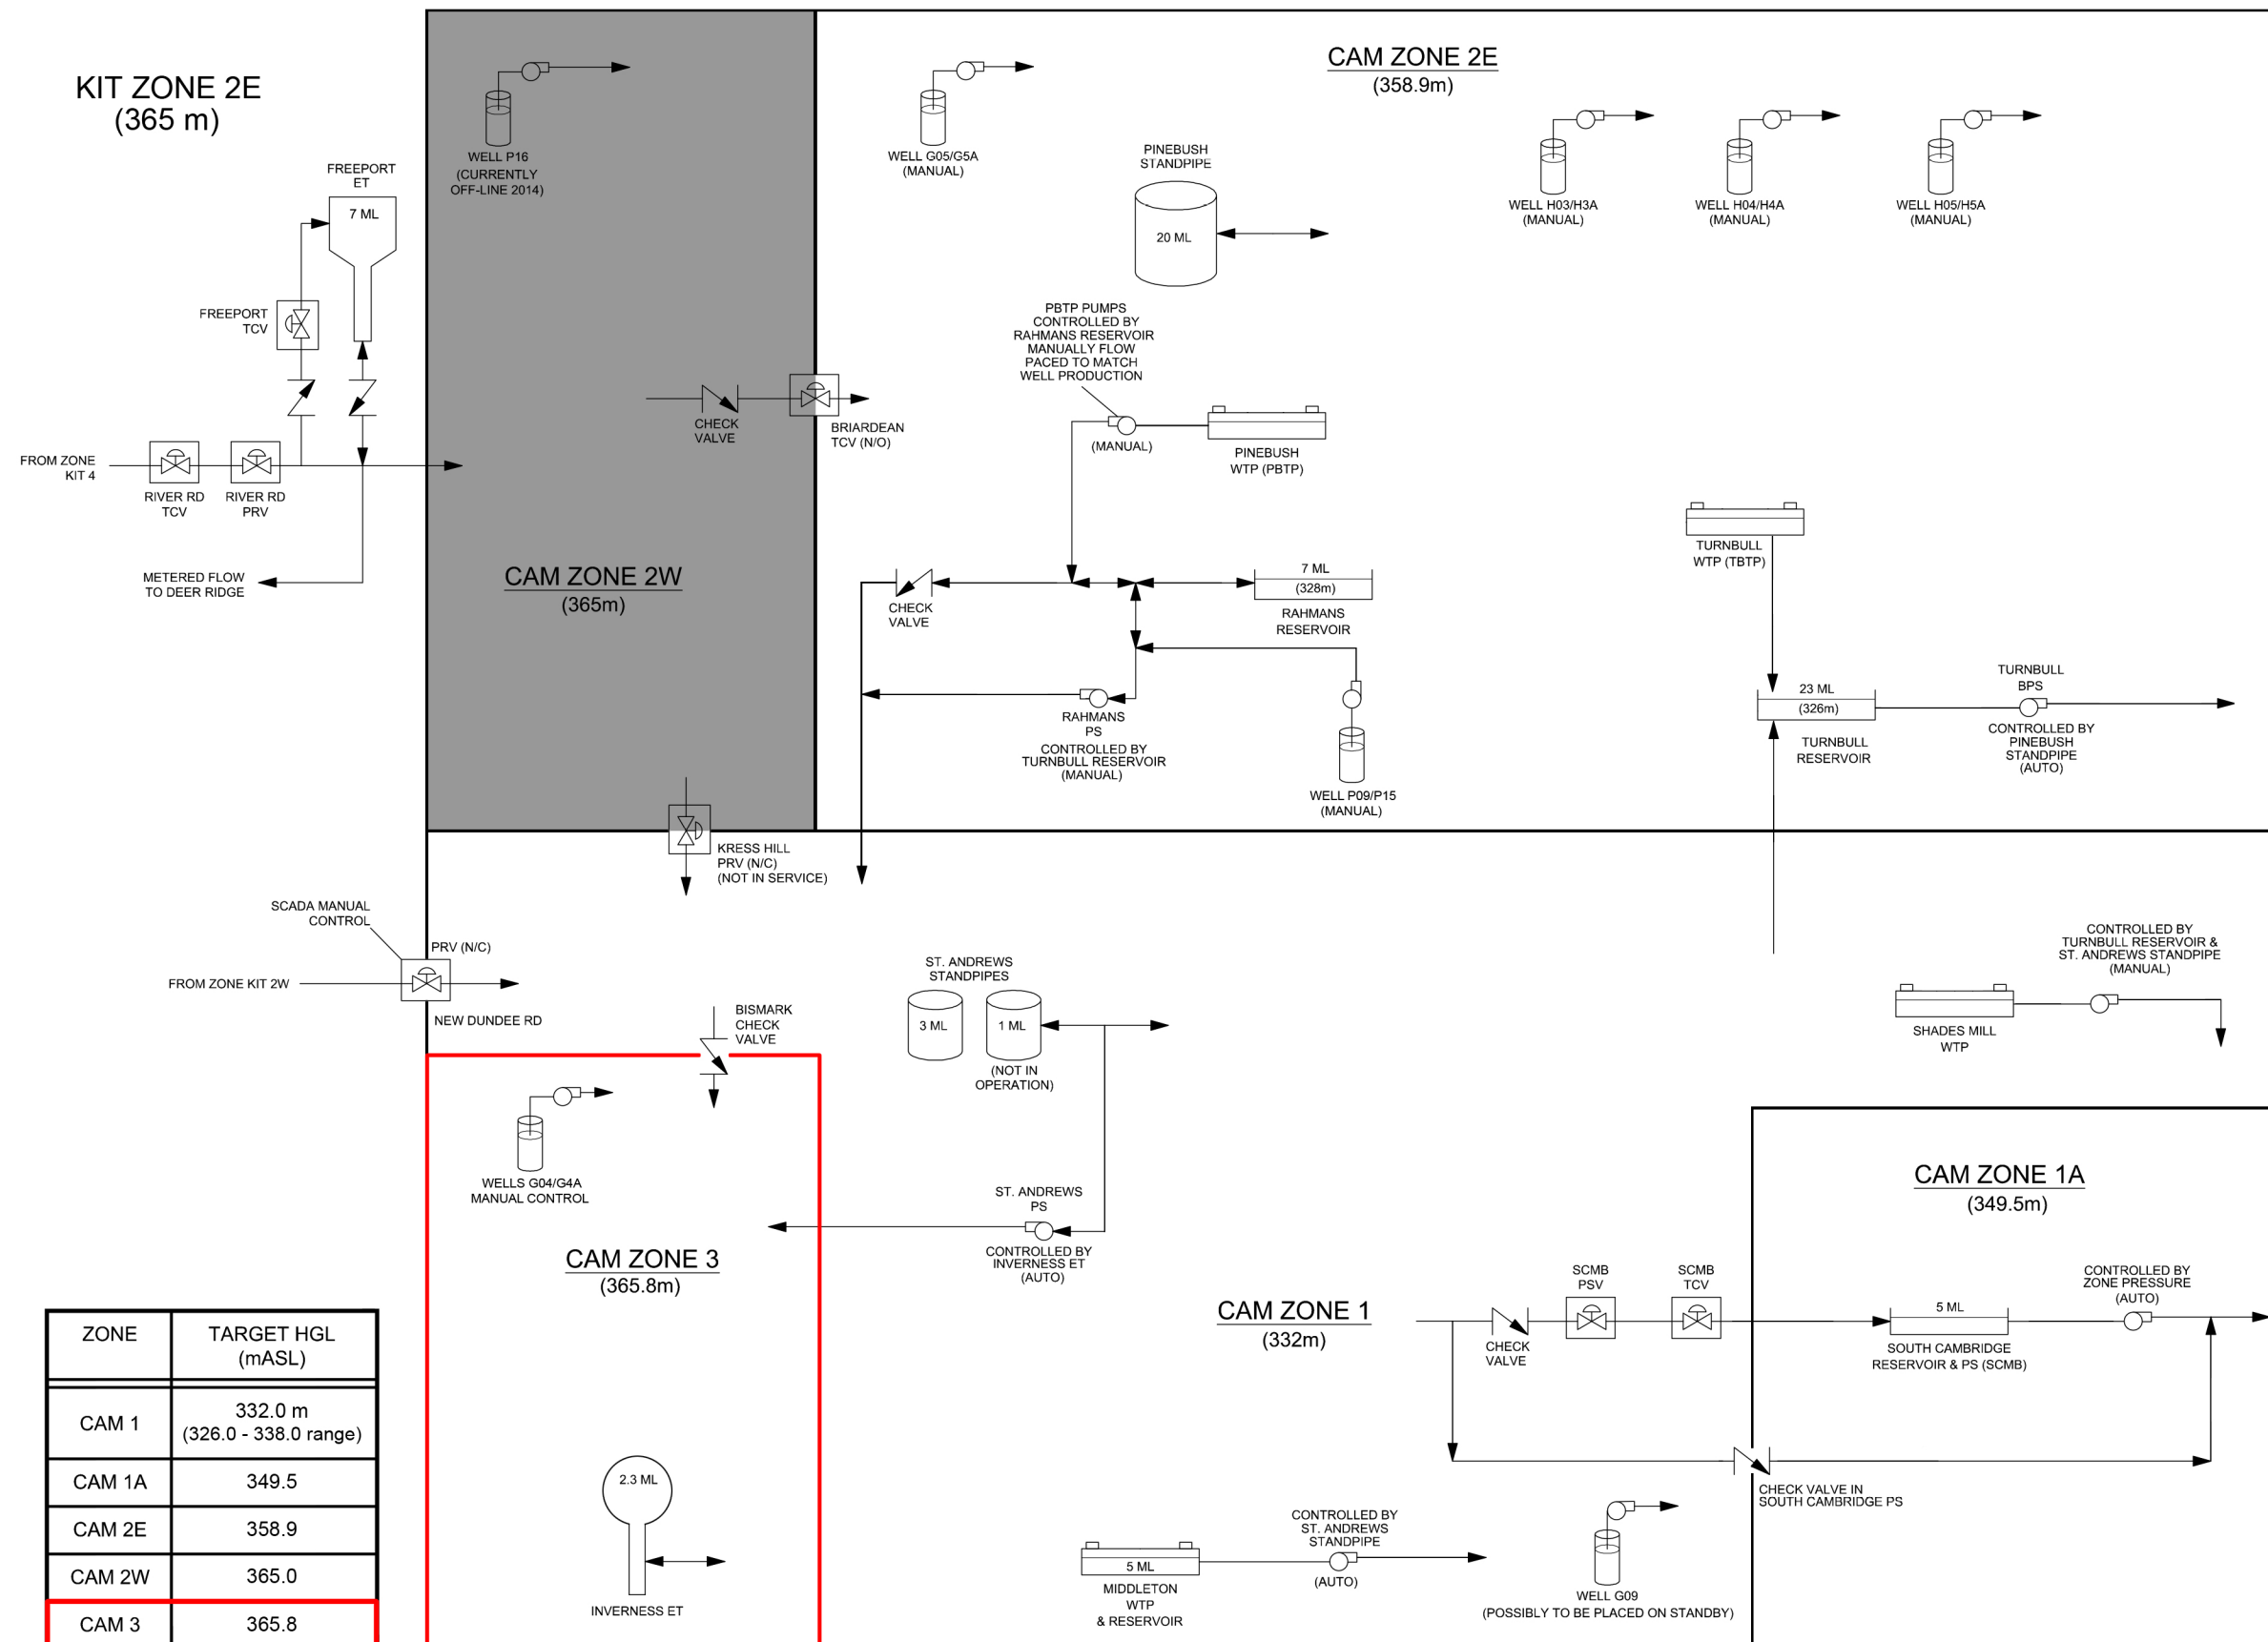 KIT ZONE 2E
(365 m)
FREEPORT
ET
7 ML
FREEPORT
TCV
FROM ZONE
KIT 4
RIVER RD
TCV
RIVER RD
PRV
METERED FLOW
TO DEER RIDGE
WELL P16
(CURRENTLY
OFF-LINE 2014)
CHECK
VALVE
BRIARDEAN
TCV (N/O)
CAM ZONE 2W
(365m)
KRESS HILL
PRV (N/C)
(NOT IN SERVICE)
CAM ZONE 2E
(358.9m)
WELL G05/G5A
(MANUAL)
PINEBUSH
STANDPIPE
20 ML
WELL H03/H3A
(MANUAL)
WELL H04/H4A
(MANUAL)
WELL H05/H5A
(MANUAL)
PBTP PUMPS
CONTROLLED BY
RAHMANS RESERVOIR
MANUALLY FLOW
PACED TO MATCH
WELL PRODUCTION
(MANUAL)
PINEBUSH
WTP (PBTP)
CHECK
VALVE
7 ML
(328m)
RAHMANS
RESERVOIR
RAHMANS
PS
CONTROLLED BY
TURNBULL RESERVOIR
(MANUAL)
WELL P09/P15
(MANUAL)
TURNBULL
WTP (TBTP)
23 ML
(326m)
TURNBULL
RESERVOIR
TURNBULL
BPS
CONTROLLED BY
PINEBUSH
STANDPIPE
(AUTO)
SCADA MANUAL
CONTROL
PRV (N/C)
FROM ZONE KIT 2W
NEW DUNDEE RD
BISMARK
CHECK
VALVE
ST. ANDREWS
STANDPIPES
3 ML
1 ML
(NOT IN
OPERATION)
CONTROLLED BY
TURNBULL RESERVOIR &
ST. ANDREWS STANDPIPE
(MANUAL)
SHADES MILL
WTP
WELLS G04/G4A
MANUAL CONTROL
ST. ANDREWS
PS
CONTROLLED BY
INVERNESS ET
(AUTO)
CAM ZONE 3
(365.8m)
2.3 ML
INVERNESS ET
CAM ZONE 1
(332m)
CHECK
VALVE
SCMB
PSV
SCMB
TCV
CAM ZONE 1A
(349.5m)
5 ML
SOUTH CAMBRIDGE
RESERVOIR & PS (SCMB)
CONTROLLED BY
ZONE PRESSURE
(AUTO)
CHECK VALVE IN
SOUTH CAMBRIDGE PS
5 ML
MIDDLETON
WTP
& RESERVOIR
CONTROLLED BY
ST. ANDREWS
STANDPIPE
(AUTO)
WELL G09
(POSSIBLY TO BE PLACED ON STANDBY)
ZONE TARGET HGL
(mASL)
CAM 1 332.0 m
(326.0 - 338.0 range)
CAM 1A 349.5
CAM 2E 358.9
CAM 2W 365.0
CAM 3 365.8